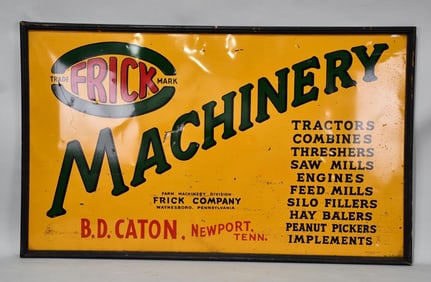 TRADE FRICK MARK
MACHINERY
TRACTORS
COMBINES
THRESHERS
SAW MILLS
ENGINES
FEED MILLS
SILO FILLERS
HAY BALERS
PEANUT PICKERS
IMPLEMENTS
FARM MACHINERY DIVISION
FRICK COMPANY
WAYNESBORO, PENNSYLVANIA
B.D. CATON, NEWPORT,
TENN.